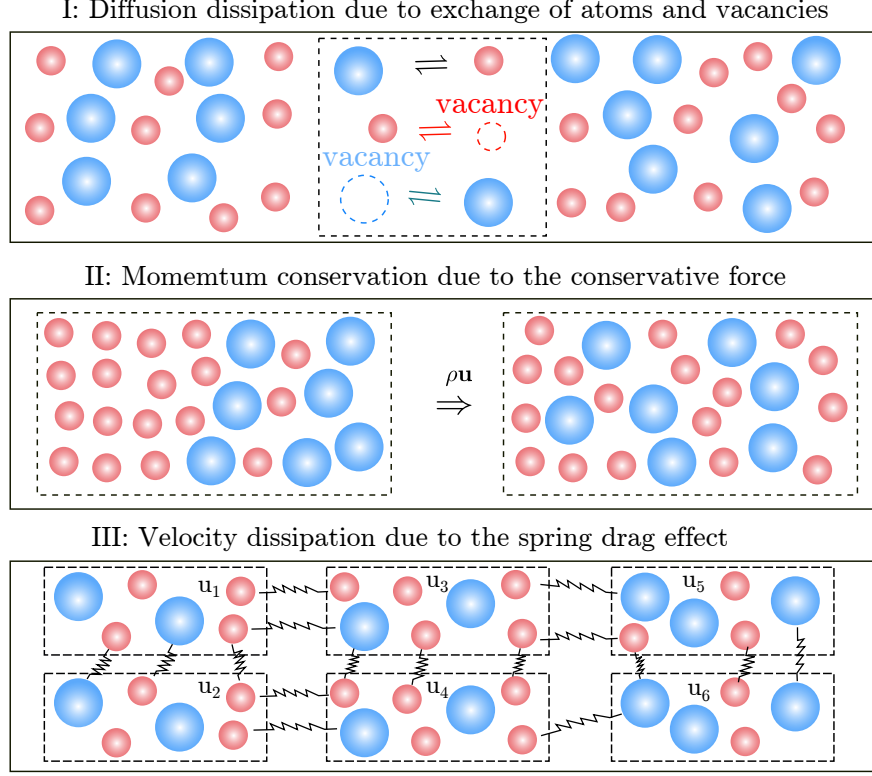 I: Diffusion dissipation due to exchange of atoms and vacancies
vacancy
vacancy
II: Momemtum conservation due to the conservative force
ρu
III: Velocity dissipation due to the spring drag effect
u₁ u₃ u₅
u₂ u₄ u₆